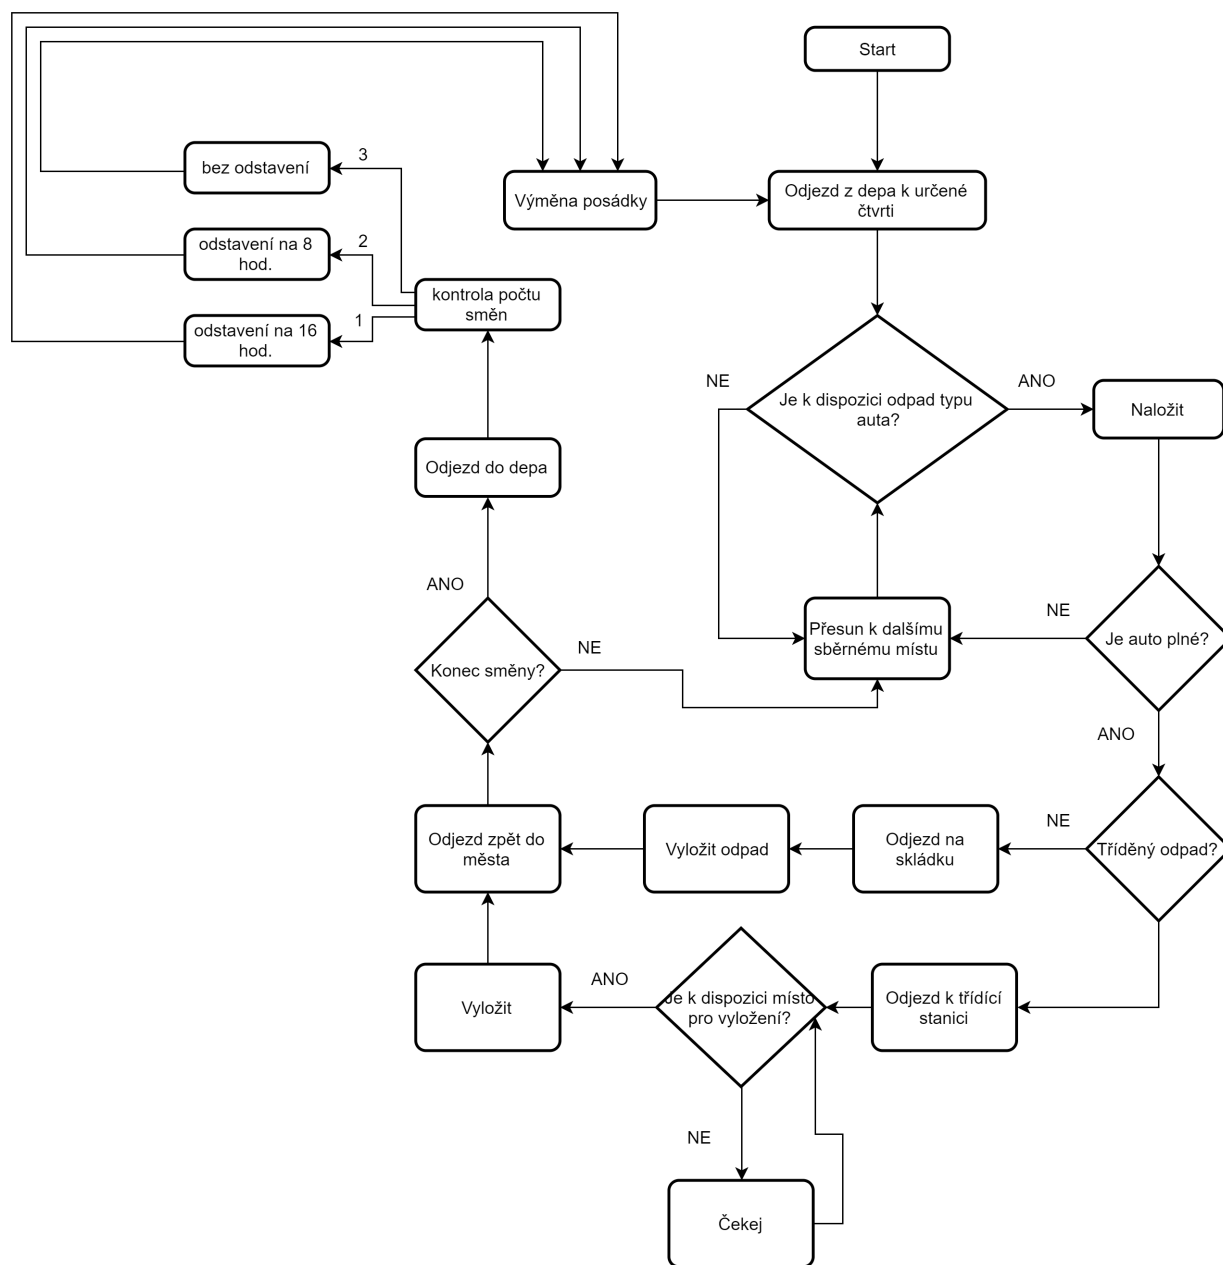 Start
bez odstavení
3
Výměna posádky
Odjezd z depa k určené
čtvrti
odstavení na 8
hod.
2
kontrola počtu
směn
odstavení na 16
hod.
1
NE
Je k dispozici odpad typu
auta?
ANO
Naložit
Odjezd do depa
ANO
Konec směny?
NE
Přesun k dalšímu
sběrnému místu
NE
Je auto plné?
ANO
Odjezd zpět do
města
Vyložit odpad
Odjezd na
skládku
NE
Tříděný odpad?
Vyložit
ANO
Je k dispozici místo
pro vyložení?
Odjezd k třídící
stanici
NE
Čekej